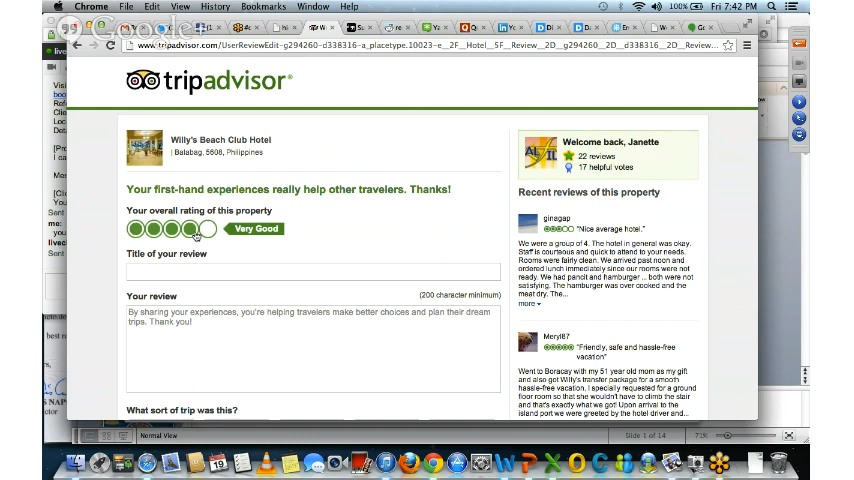 Chrome File Edit View History Bookmarks Window Help
100% Fri 7:42 PM
Google+
www.tripadvisor.com/UserReviewEdit-g294260-d338316-a_placetype.10023-e__2F__Hotel__5F__Review__2D__g294260__2D__d338316__2D__Review...
tripadvisor
Willy's Beach Club Hotel
| Balabag, 5608, Philippines
Your first-hand experiences really help other travelers. Thanks!
Your overall rating of this property
Very Good
Title of your review
Your review
(200 character minimum)
By sharing your experiences, you're helping travelers make better choices and plan their dream
trips. Thank you!
What sort of trip was this?
Welcome back, Janette
22 reviews
17 helpful votes
Recent reviews of this property
ginagap
"Nice average hotel."
We were a group of 4. The hotel in general was okay.
Staff is courteous and quick to attend to your needs.
Rooms were fairly clean. We arrived past noon and
ordered lunch immediately since our rooms were not
ready. We had pancit and hamburger .. both were not
satisfying. The hamburger was over cooked and the
meat dry. The...
more
Meryl87
"Friendly, safe and hassle-free
vacation"
Went to Boracay with my 51 year old mom as my gift
and also got Willy's transfer package for a smooth
hassle-free vacation. I specially requested for a ground
floor room so that she wouldn't have to climb the stair
and that's exactly what we got! Upon arrival to the
island port we were greeted by the hotel driver and...
Normal View
Slide 1 of 14
71%
19